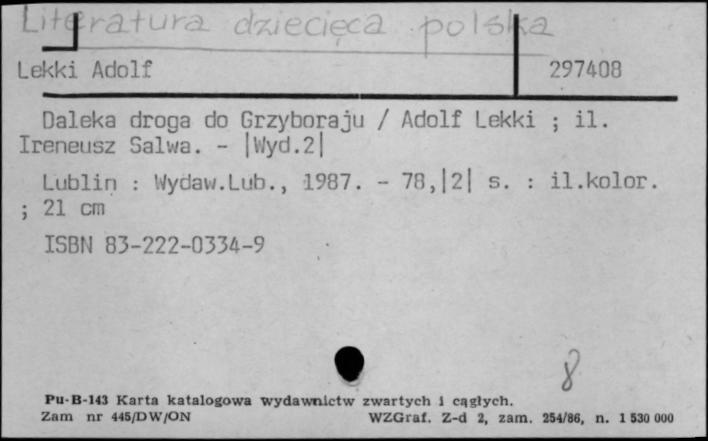 Literatura dziecięca polska
Lekki Adolf 297408
Daleka droga do Grzyboraju / Adolf Lekki ; il.
Ireneusz Salwa. - |Wyd.2|
Lublin : Wydaw.Lub., 1987. - 78,|2| s. : il.kolor.
; 21 cm
ISBN 83-222-0334-9
8
Pu-B-143 Karta katalogowa wydawnictw zwartych i cągłych.
Zam nr 445/DW/ON WZGraf. Z-d 2, zam. 254/86, n. 1 530 000